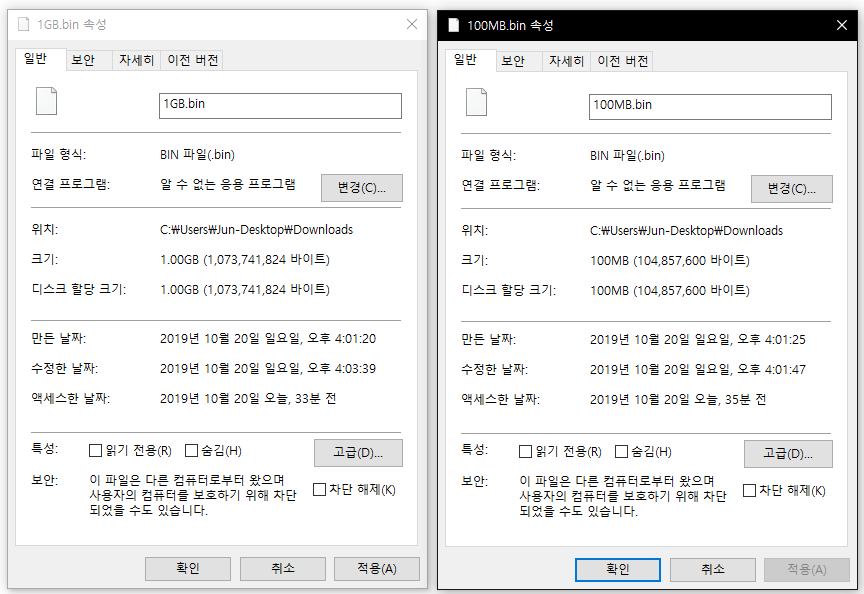 1GB.bin 속성
일반 보안 자세히 이전 버전
1GB.bin
파일 형식: BIN 파일(.bin)
연결 프로그램: 알 수 없는 응용 프로그램 변경(C)...
위치: C:₩Users₩Jun-Desktop₩Downloads
크기: 1.00GB (1,073,741,824 바이트)
디스크 할당 크기: 1.00GB (1,073,741,824 바이트)
만든 날짜: 2019년 10월 20일 일요일, 오후 4:01:20
수정한 날짜: 2019년 10월 20일 일요일, 오후 4:03:39
액세스한 날짜: 2019년 10월 20일 오늘, 33분 전
특성: 읽기 전용(R) 숨김(H) 고급(D)...
보안: 이 파일은 다른 컴퓨터로부터 왔으며
사용자의 컴퓨터를 보호하기 위해 차단 차단 해제(K)
되었을 수도 있습니다.
확인 취소 적용(A)
100MB.bin 속성
일반 보안 자세히 이전 버전
100MB.bin
파일 형식: BIN 파일(.bin)
연결 프로그램: 알 수 없는 응용 프로그램 변경(C)...
위치: C:₩Users₩Jun-Desktop₩Downloads
크기: 100MB (104,857,600 바이트)
디스크 할당 크기: 100MB (104,857,600 바이트)
만든 날짜: 2019년 10월 20일 일요일, 오후 4:01:25
수정한 날짜: 2019년 10월 20일 일요일, 오후 4:01:47
액세스한 날짜: 2019년 10월 20일 오늘, 35분 전
특성: 읽기 전용(R) 숨김(H) 고급(D)...
보안: 이 파일은 다른 컴퓨터로부터 왔으며
사용자의 컴퓨터를 보호하기 위해 차단 차단 해제(K)
되었을 수도 있습니다.
확인 취소 적용(A)